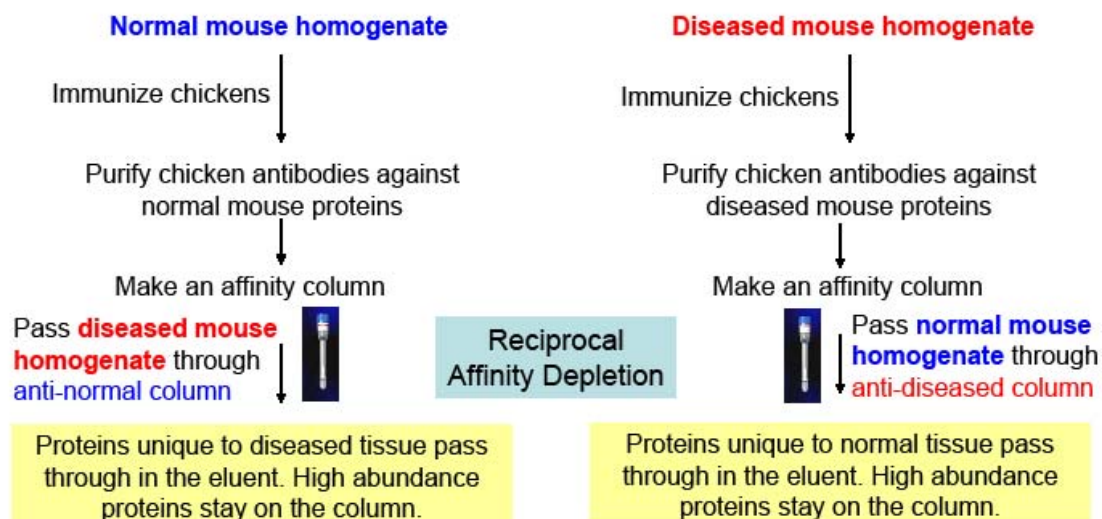 Normal mouse homogenate
Immunize chickens
Purify chicken antibodies against
normal mouse proteins
Make an affinity column
Pass diseased mouse
homogenate through
anti-normal column
Proteins unique to diseased tissue pass
through in the eluent. High abundance
proteins stay on the column.
Reciprocal
Affinity Depletion
Diseased mouse homogenate
Immunize chickens
Purify chicken antibodies against
diseased mouse proteins
Make an affinity column
Pass normal mouse
homogenate through
anti-diseased column
Proteins unique to normal tissue pass
through in the eluent. High abundance
proteins stay on the column.